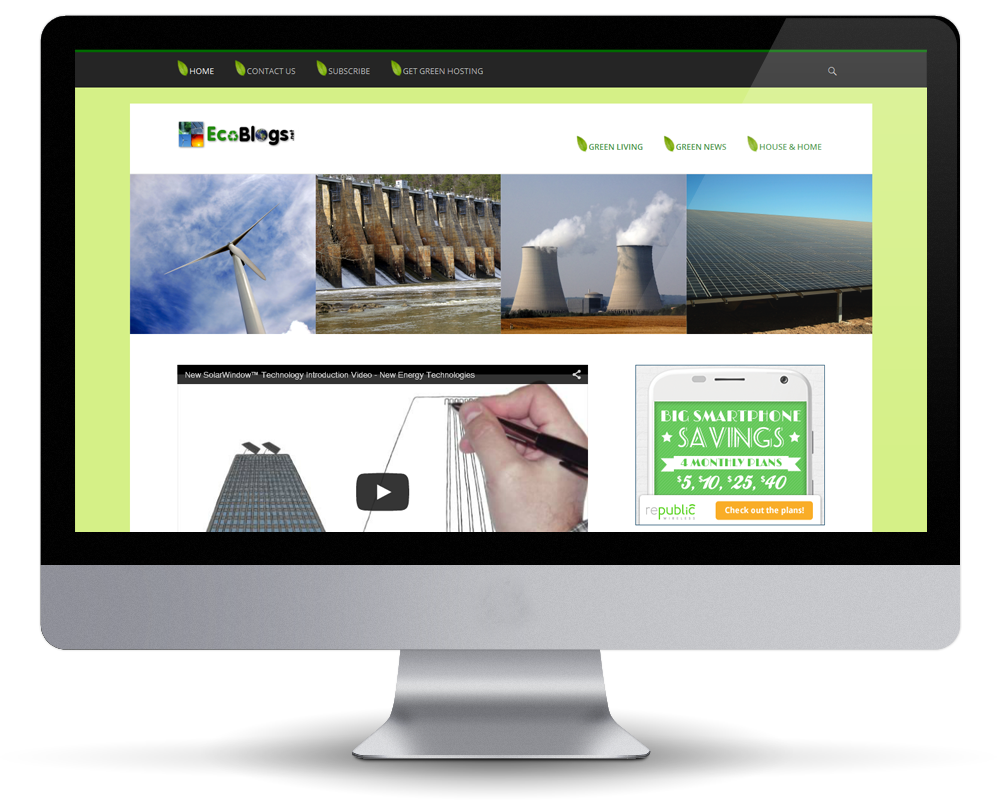 HOME CONTACT US SUBSCRIBE GET GREEN HOSTING
EcoBlogs
GREEN LIVING GREEN NEWS HOUSE & HOME
New SolarWindow™ Technology Introduction Video - New Energy Technologies
BIG SMARTPHONE
SAVINGS
4 MONTHLY PLANS
$5, $10, $25, $40
republic
WIRELESS
Check out the plans!